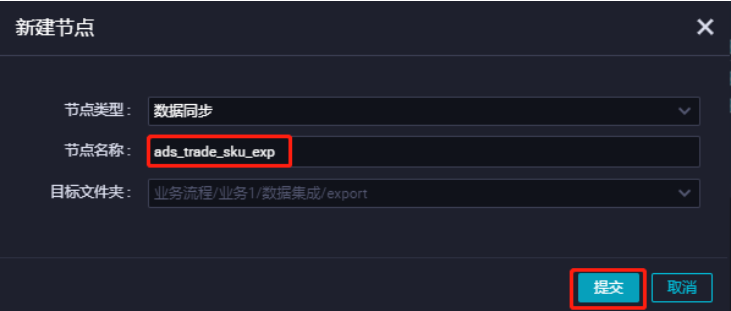 新建节点
节点类型： 数据同步
节点名称： ads_trade_sku_exp
目标文件夹： 业务流程/业务1/数据集成/export
提交 取消